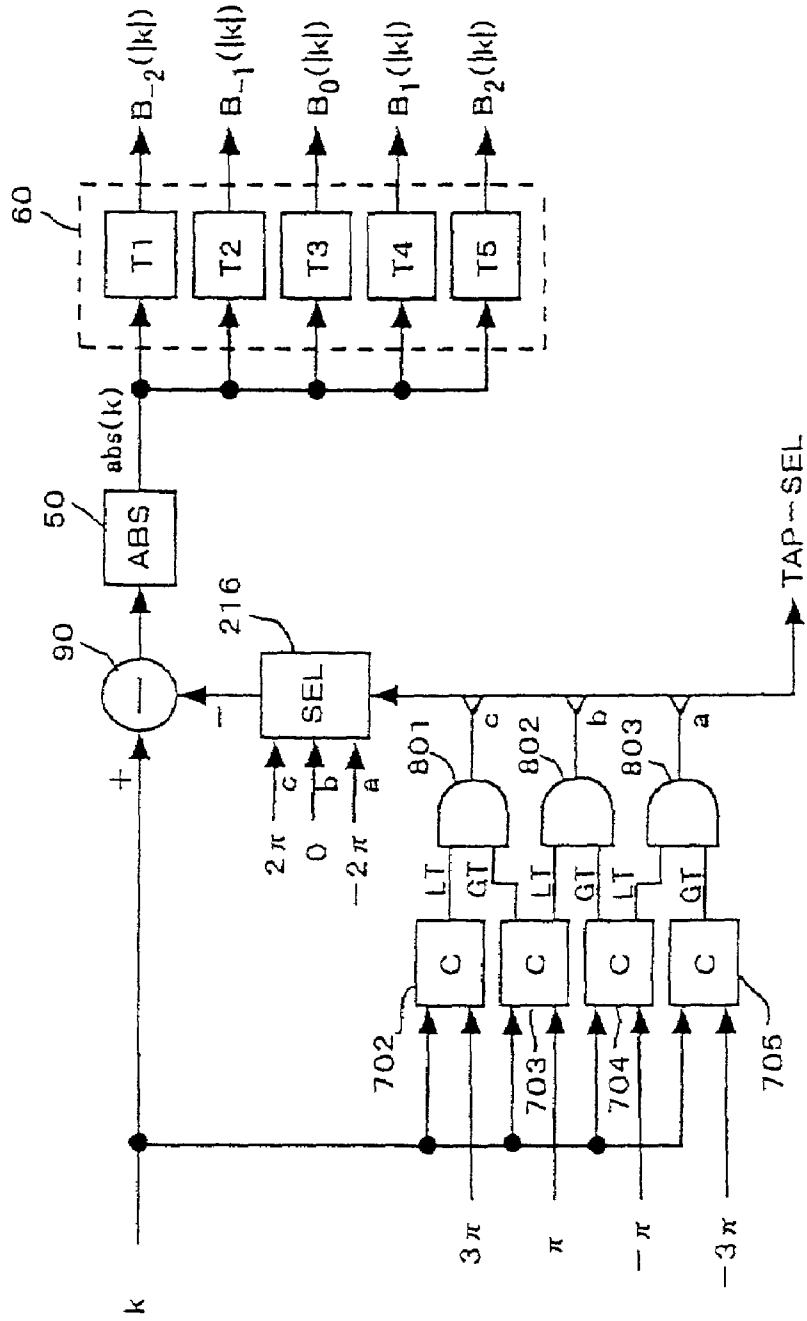 k
+
90
−
50
ABS
abs(k)
60
T1
T2
T3
T4
T5
B−2(|k|)
B−1(|k|)
B0(|k|)
B1(|k|)
B2(|k|)
−
216
SEL
2π
c
0
b
−2π
a
3π
π
−π
−3π
702
C
703
C
704
C
705
C
LT
GT
LT
GT
LT
GT
801
c
802
b
803
a
TAP−SEL